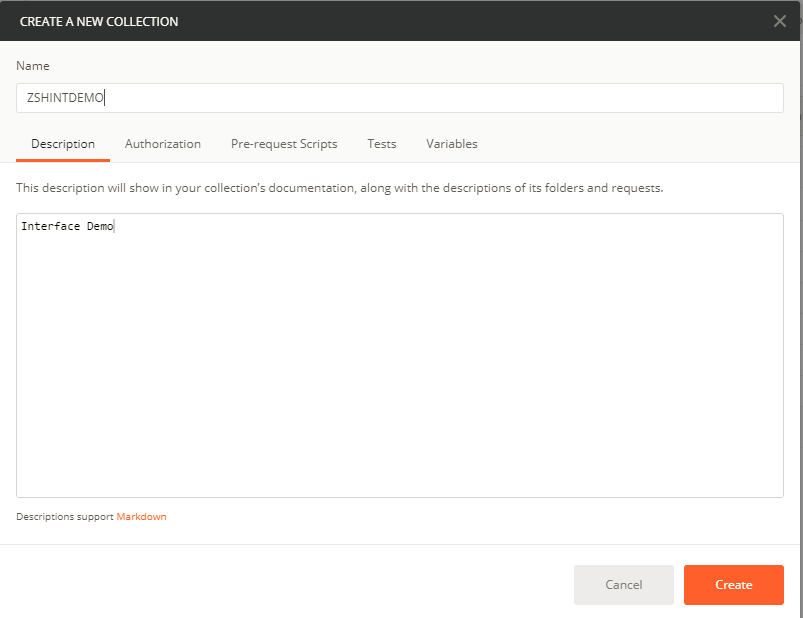 CREATE A NEW COLLECTION
Name
ZSHINTDEMO
Description Authorization Pre-request Scripts Tests Variables
This description will show in your collection's documentation, along with the descriptions of its folders and requests.
Interface Demo
Descriptions support Markdown
Cancel Create